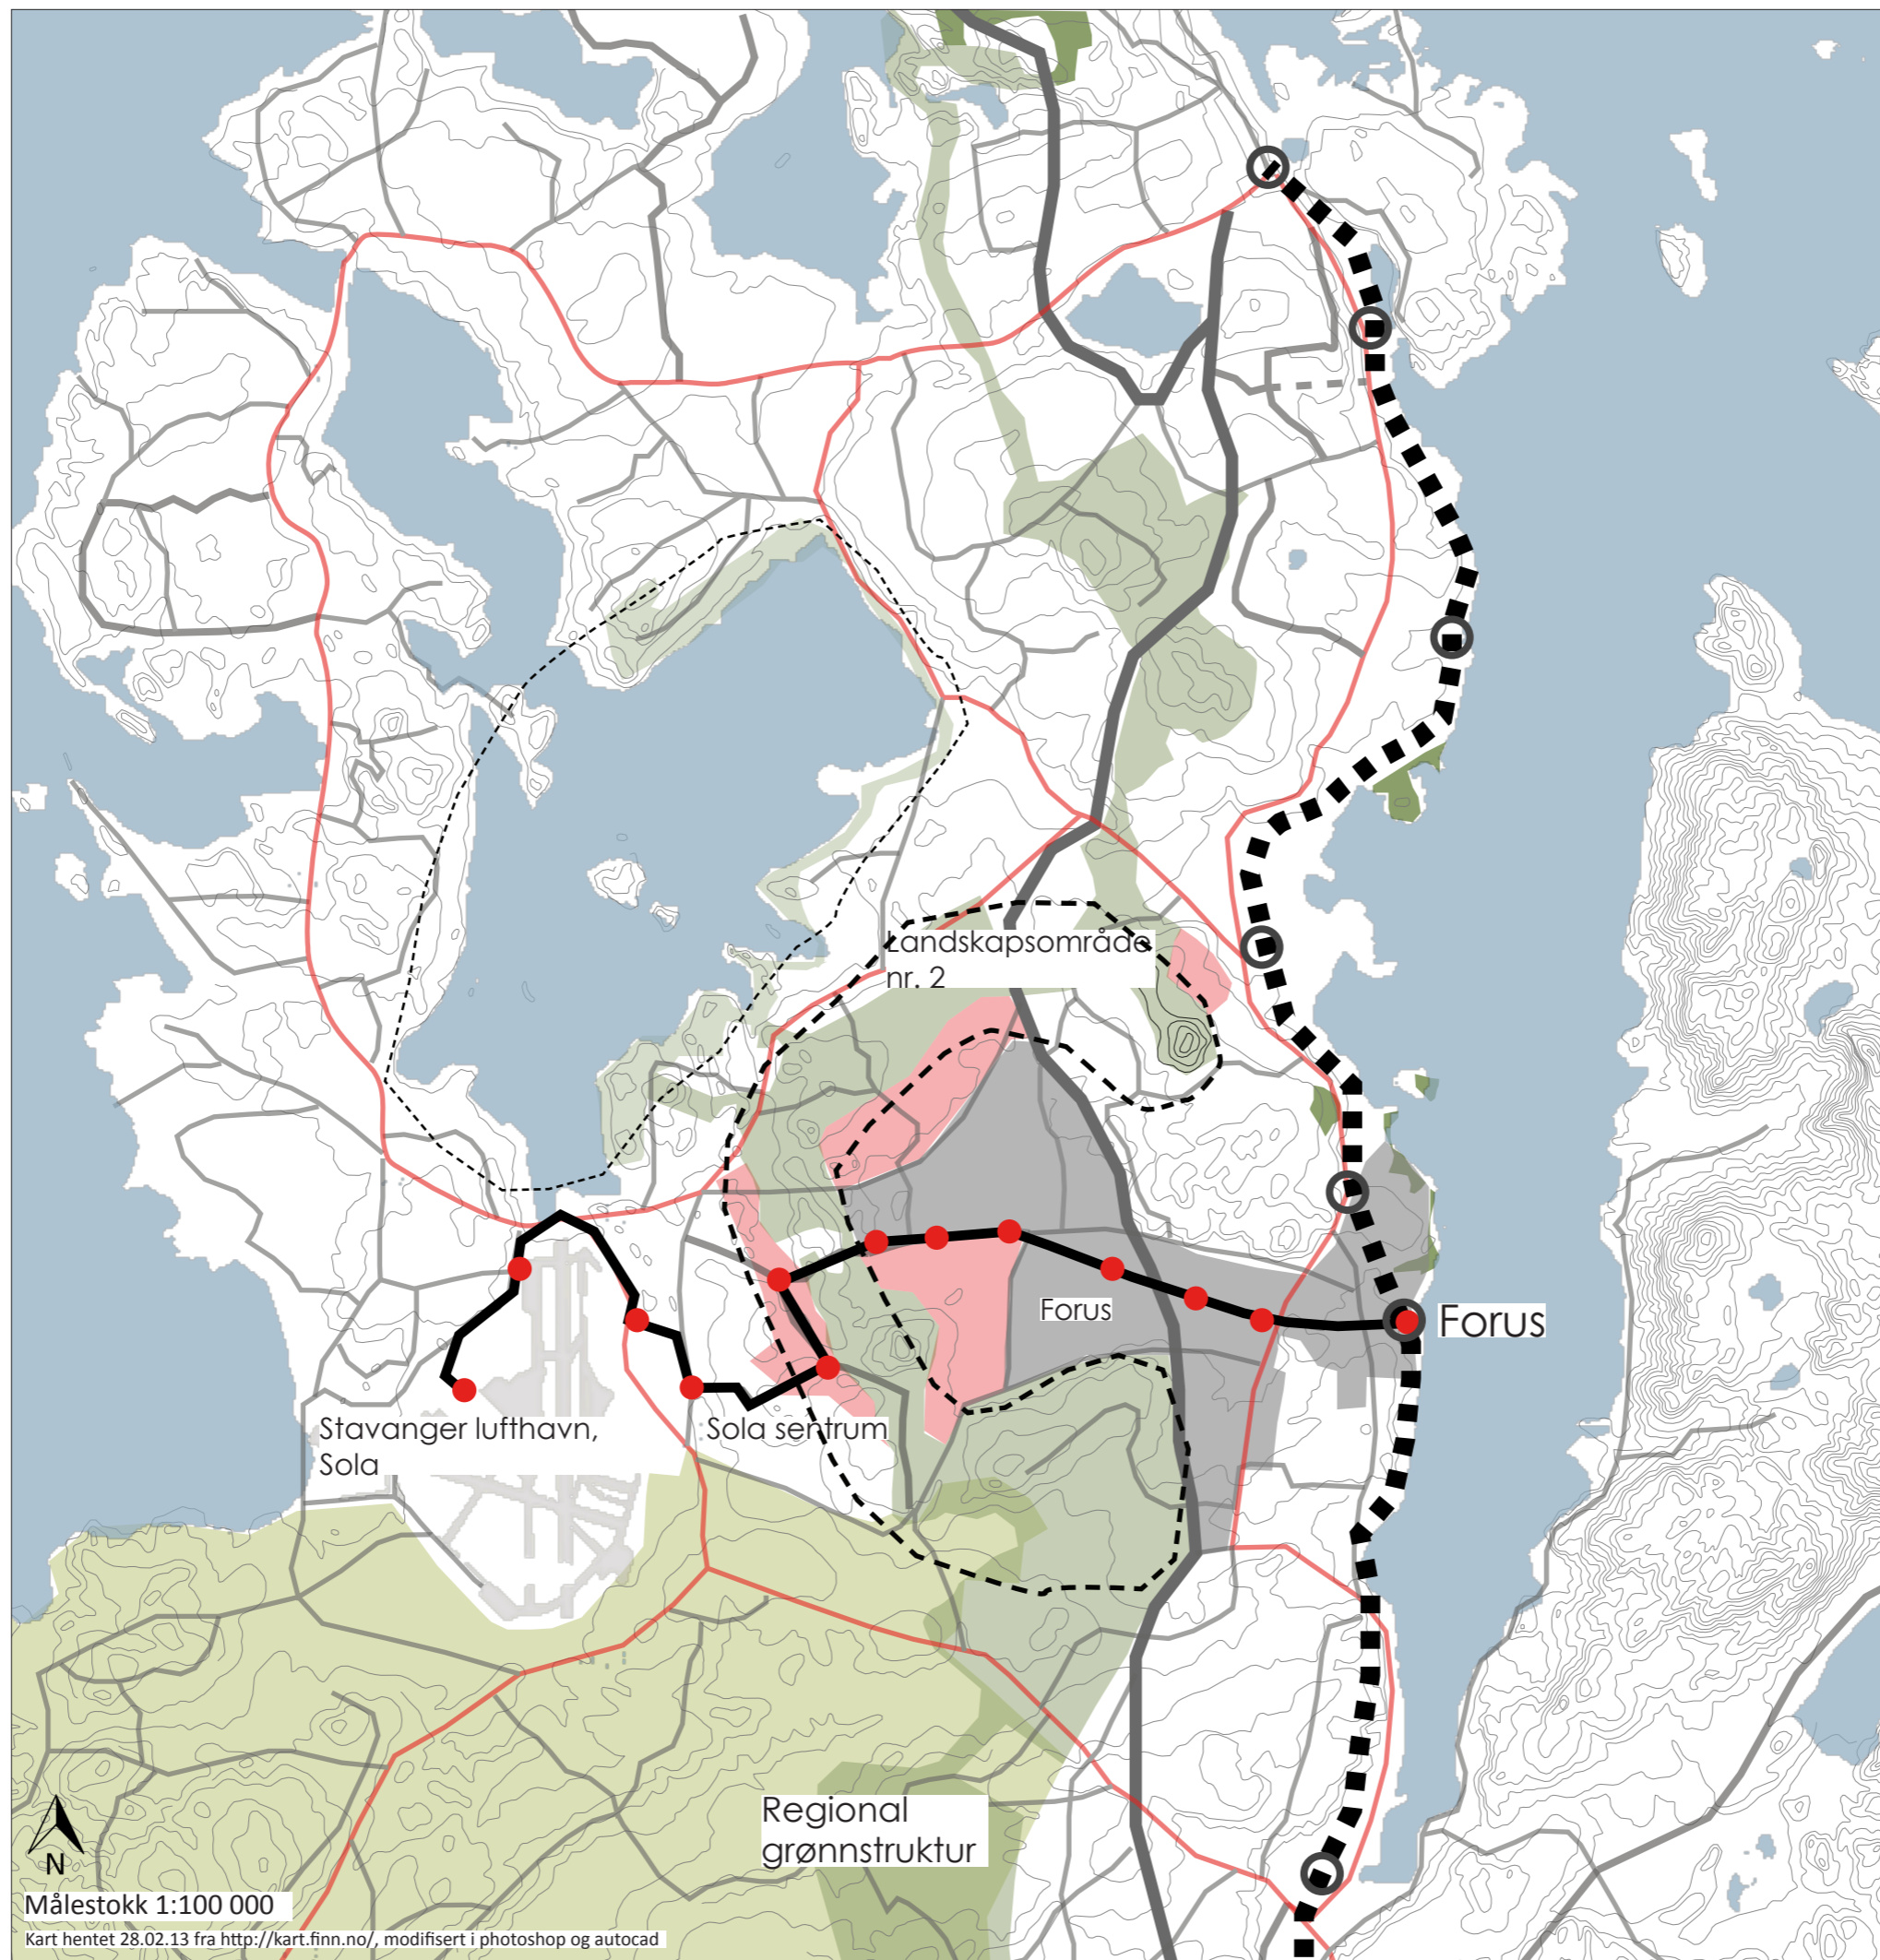 Landskapsområde
nr. 2
Forus
Forus
Stavanger lufthavn,
Sola
Sola sentrum
Regional
grønnstruktur
N
Målestokk 1:100 000
Kart hentet 28.02.13 fra http://kart.finn.no/, modifisert i photoshop og autocad